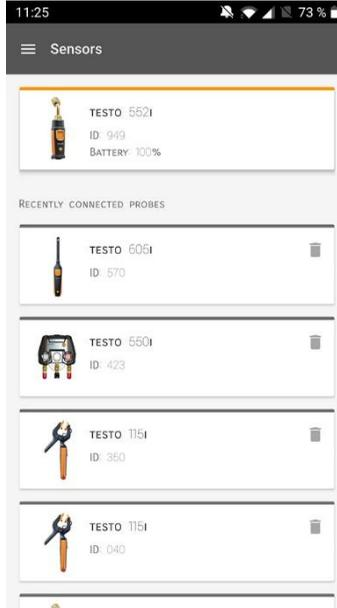 11:25
73 %
Sensors
TESTO 552I
ID: 949
BATTERY: 100%
RECENTLY CONNECTED PROBES
TESTO 605I
ID: 570
TESTO 550I
ID: 423
TESTO 115I
ID: 350
TESTO 115I
ID: 040